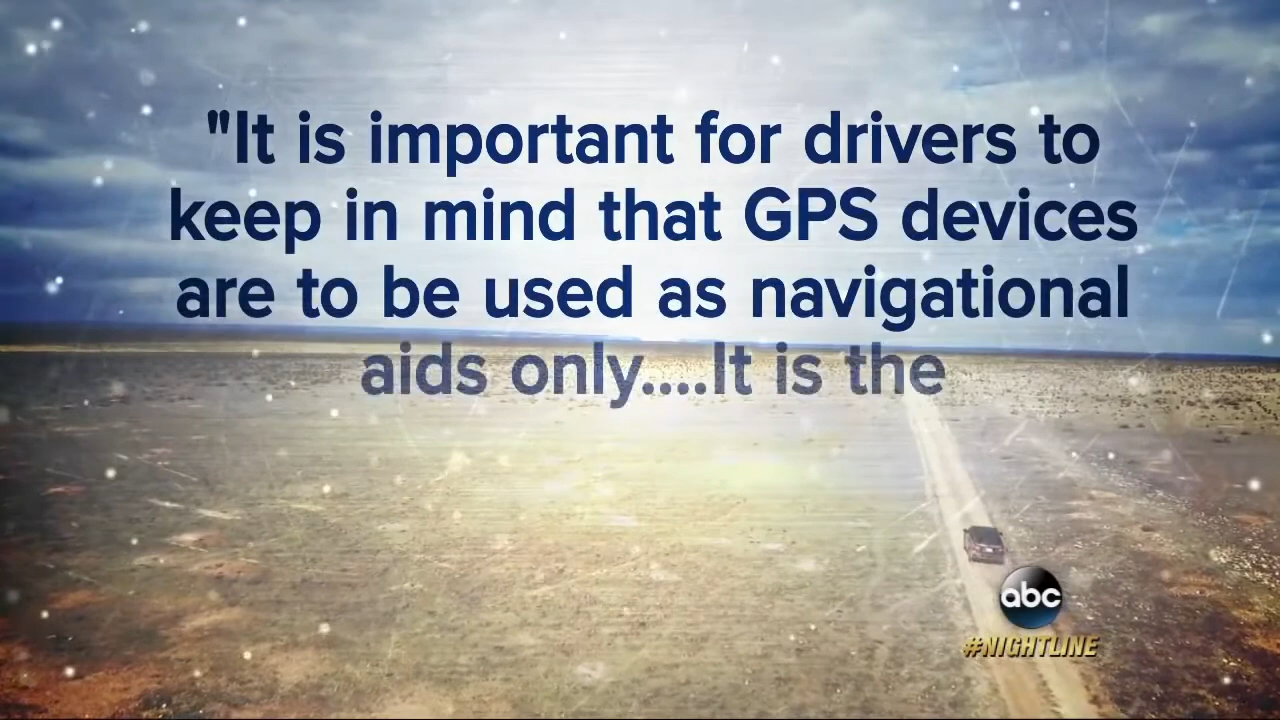 "It is important for drivers to
keep in mind that GPS devices
are to be used as navigational
aids only....It is the
abc
#NIGHTLINE